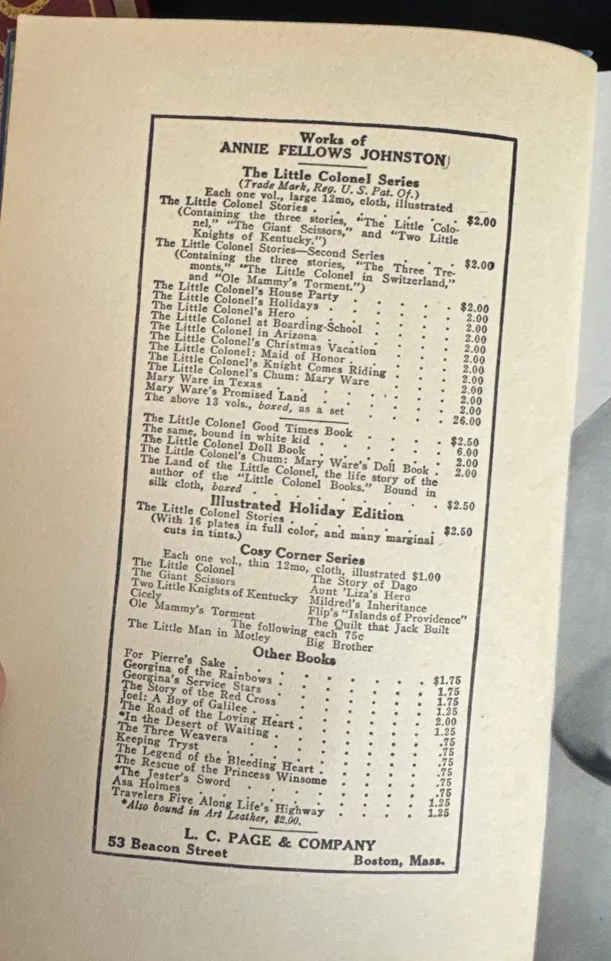 Works of
ANNIE FELLOWS JOHNSTON
The Little Colonel Series
(Trade Mark, Reg. U. S. Pat. Of.)
Each one vol., large 12mo, cloth, illustrated
The Little Colonel Stories . . . . . $2.00
(Containing the three stories, "The Little Colo-
nel," "The Giant Scissors," and "Two Little
Knights of Kentucky.")
The Little Colonel Stories—Second Series . . . $2.00
(Containing the three stories, "The Three Tre-
monts," "The Little Colonel in Switzerland,"
and "Ole Mammy's Torment.")
The Little Colonel's House Party . . . . $2.00
The Little Colonel's Holidays . . . . 2.00
The Little Colonel's Hero . . . . 2.00
The Little Colonel at Boarding-School . . . . 2.00
The Little Colonel in Arizona . . . . 2.00
The Little Colonel's Christmas Vacation . . . . 2.00
The Little Colonel: Maid of Honor . . . . 2.00
The Little Colonel's Knight Comes Riding . . . 2.00
The Little Colonel's Chum: Mary Ware . . . 2.00
Mary Ware in Texas . . . . 2.00
Mary Ware's Promised Land . . . . 2.00
The above 13 vols., boxed, as a set . . . . 26.00
The Little Colonel Good Times Book . . . . $2.50
The same, bound in white kid . . . . 6.00
The Little Colonel Doll Book . . . . 2.00
The Little Colonel's Chum: Mary Ware's Doll Book . 2.00
The Land of the Little Colonel, the life story of the
author of the "Little Colonel Books." Bound in
silk cloth, boxed . . . . . $2.50
Illustrated Holiday Edition
The Little Colonel Stories . . . . . $2.50
(With 16 plates in full color, and many marginal
cuts in tints.)
Cosy Corner Series
Each one vol., thin 12mo, cloth, illustrated $1.00
The Little Colonel The Story of Dago
The Giant Scissors Aunt 'Liza's Hero
Two Little Knights of Kentucky Mildred's Inheritance
Cicely Flip's "Islands of Providence"
Ole Mammy's Torment The Quilt that Jack Built
The following each 75c
The Little Man in Motley Big Brother
Other Books
For Pierre's Sake . . . . . $1.75
Georgina of the Rainbows . . . . . 1.75
Georgina's Service Stars . . . . . 1.75
The Story of the Red Cross . . . . . 1.25
Joel: A Boy of Galilee . . . . . 2.00
The Road of the Loving Heart . . . . . 1.25
*In the Desert of Waiting . . . . . .75
The Three Weavers . . . . . .75
Keeping Tryst . . . . . .75
The Legend of the Bleeding Heart . . . . . .75
The Rescue of the Princess Winsome . . . . .75
*The Jester's Sword . . . . . .75
Asa Holmes . . . . . 1.25
Travelers Five Along Life's Highway . . . . 1.25
*Also bound in Art Leather, $2.00.
L. C. PAGE & COMPANY
53 Beacon Street Boston, Mass.